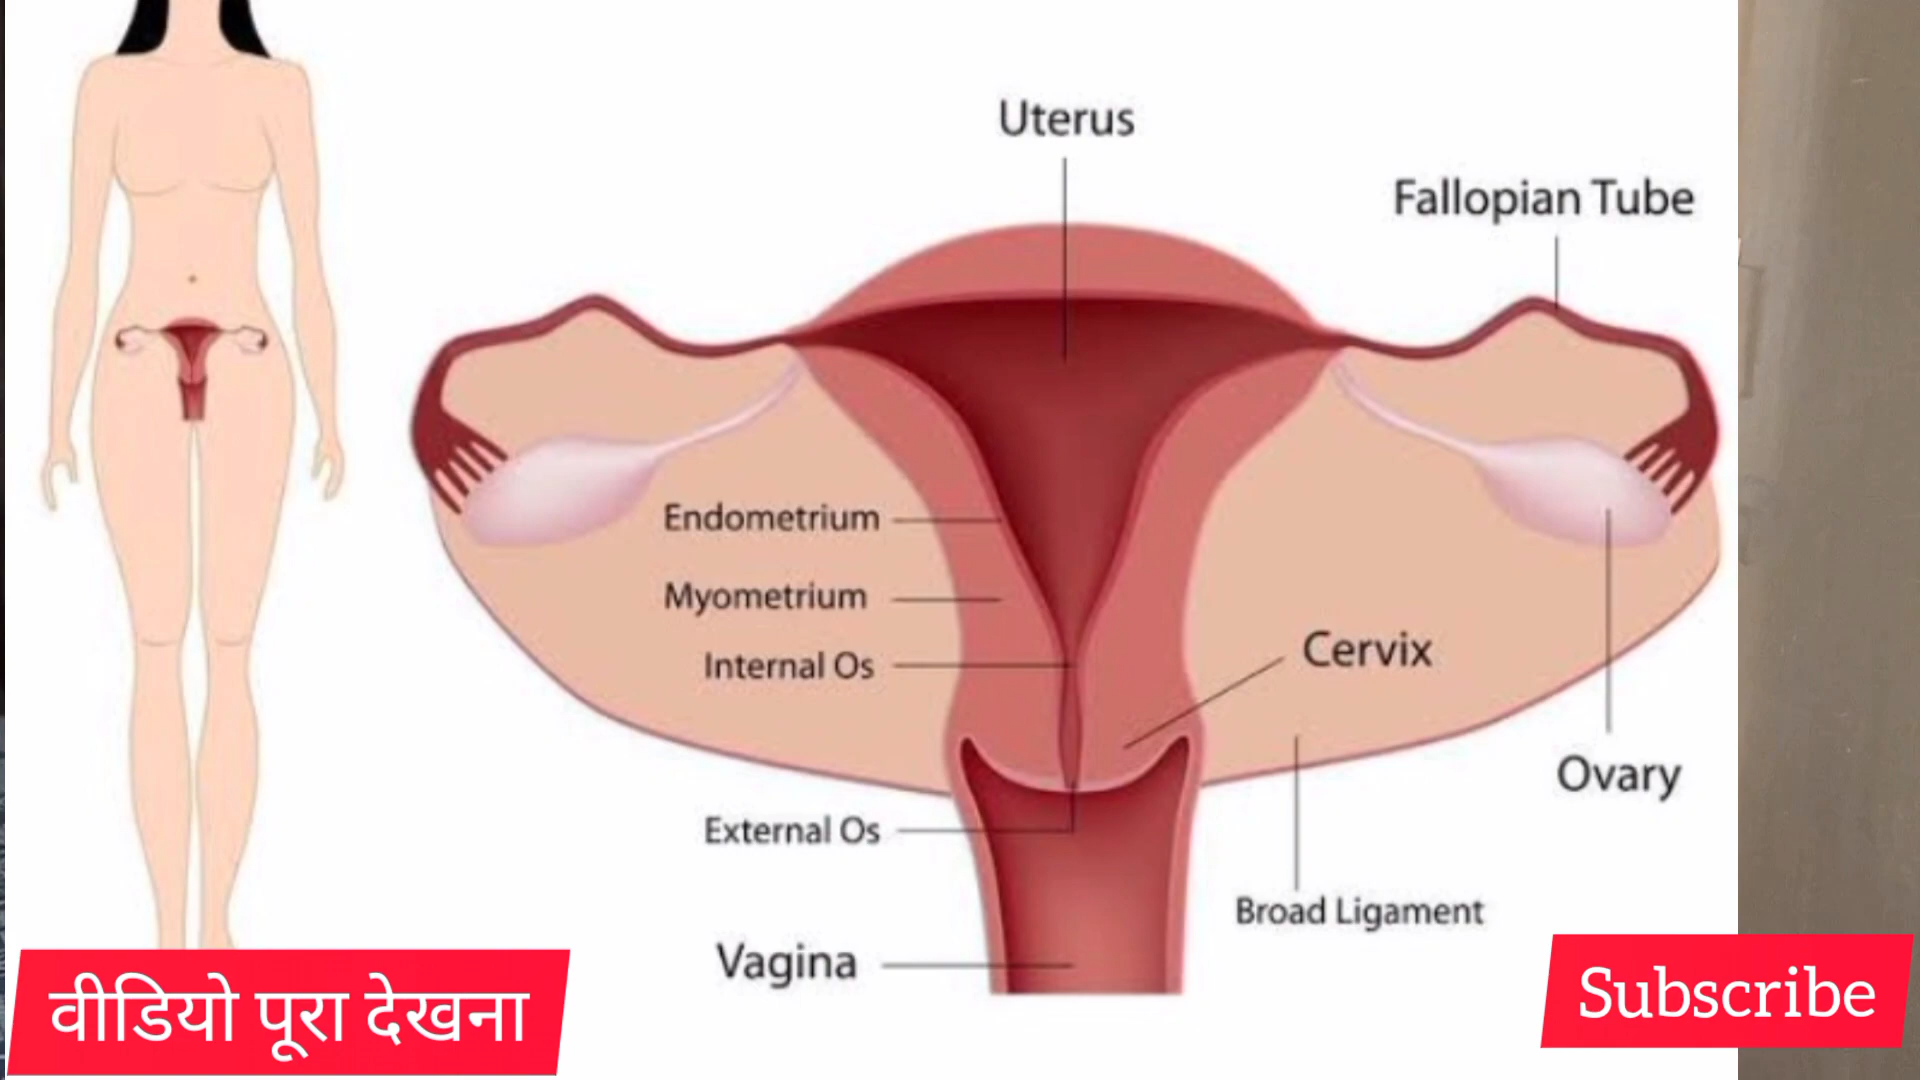 Uterus
Fallopian Tube
Endometrium
Myometrium
Internal Os
Cervix
Ovary
External Os
Broad Ligament
Vagina
वीडियो पूरा देखना
Subscribe